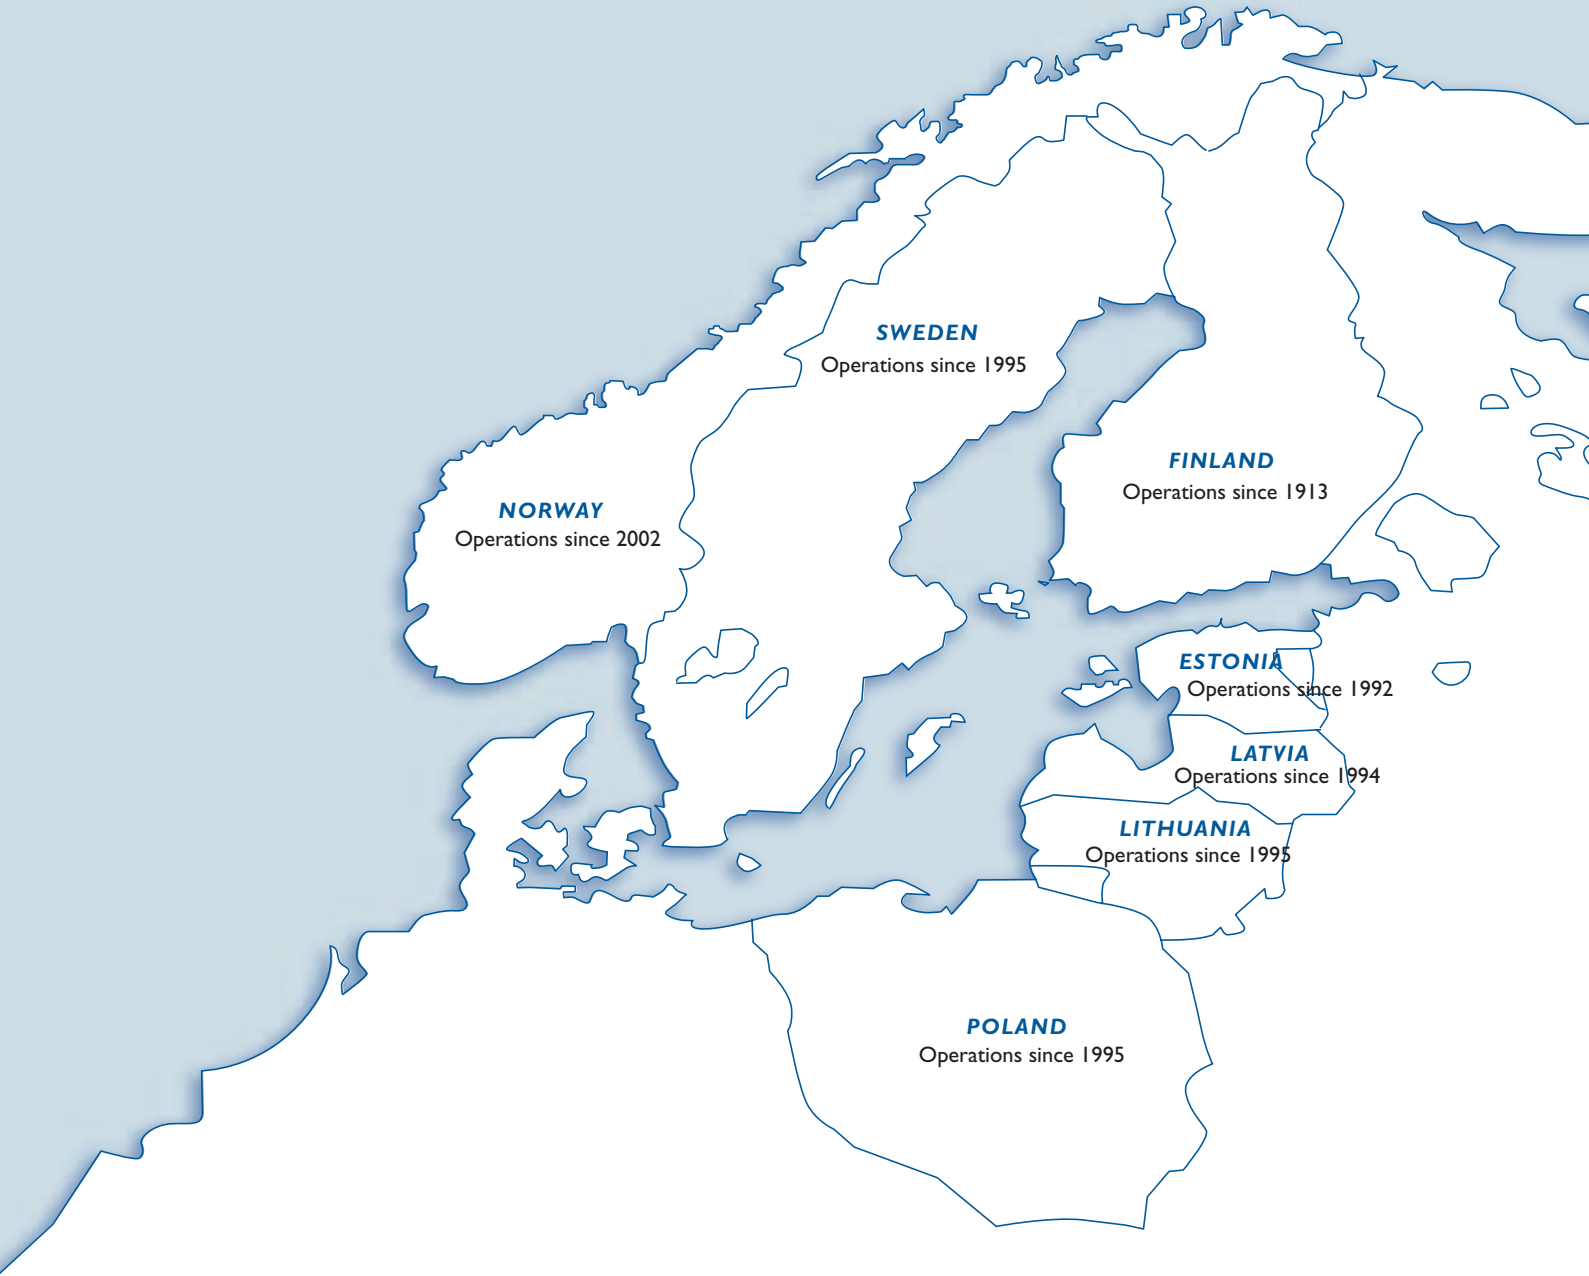 SWEDEN
Operations since 1995
FINLAND
Operations since 1913
NORWAY
Operations since 2002
ESTONIA
Operations since 1992
LATVIA
Operations since 1994
LITHUANIA
Operations since 1995
POLAND
Operations since 1995